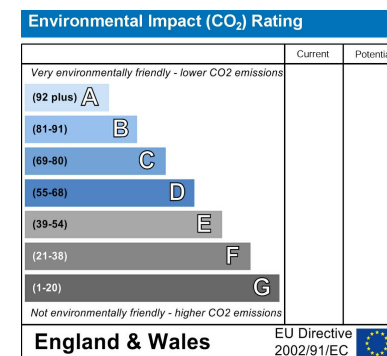 Environmental Impact (CO₂) Rating
Current
Very environmentally friendly - lower CO2 emissions
(92 plus) A
(81-91) B
(69-80) C
(55-68) D
(39-54) E
(21-38) F
(1-20) G
Not environmentally friendly - higher CO2 emissions
England & Wales
EU Directive
2002/91/EC